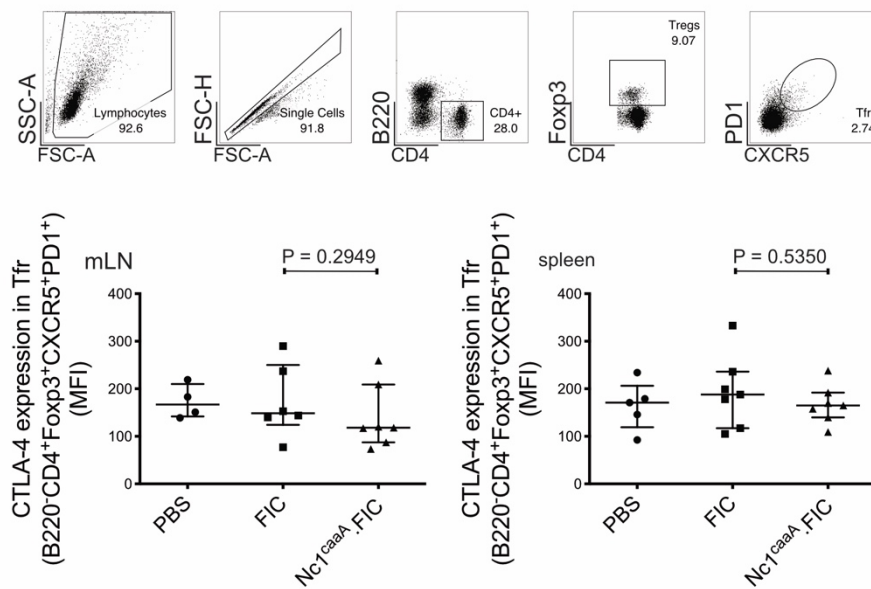 SSC-A
Lymphocytes
92.6
FSC-A
FSC-H
Single Cells
91.8
FSC-A
B220
CD4+
28.0
CD4
Tregs
9.07
Foxp3
CD4
PD1
Tfr
2.74
CXCR5
CTLA-4 expression in Tfr
(B220⁻CD4⁺Foxp3⁺CXCR5⁺PD1⁺)
(MFI)
mLN
P = 0.2949
400
300
200
100
0
PBS
FIC
Nc1ᶜᵃᵃᴬ.FIC
CTLA-4 expression in Tfr
(B220⁻CD4⁺Foxp3⁺CXCR5⁺PD1⁺)
(MFI)
spleen
P = 0.5350
400
300
200
100
0
PBS
FIC
Nc1ᶜᵃᵃᴬ.FIC